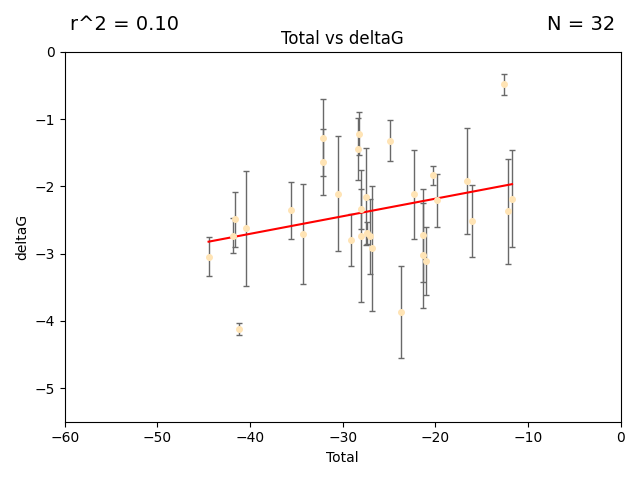 r^2 = 0.10
N = 32
Total vs deltaG
0
−1
−2
−3
−4
−5
deltaG
−60 −50 −40 −30 −20 −10 0
Total